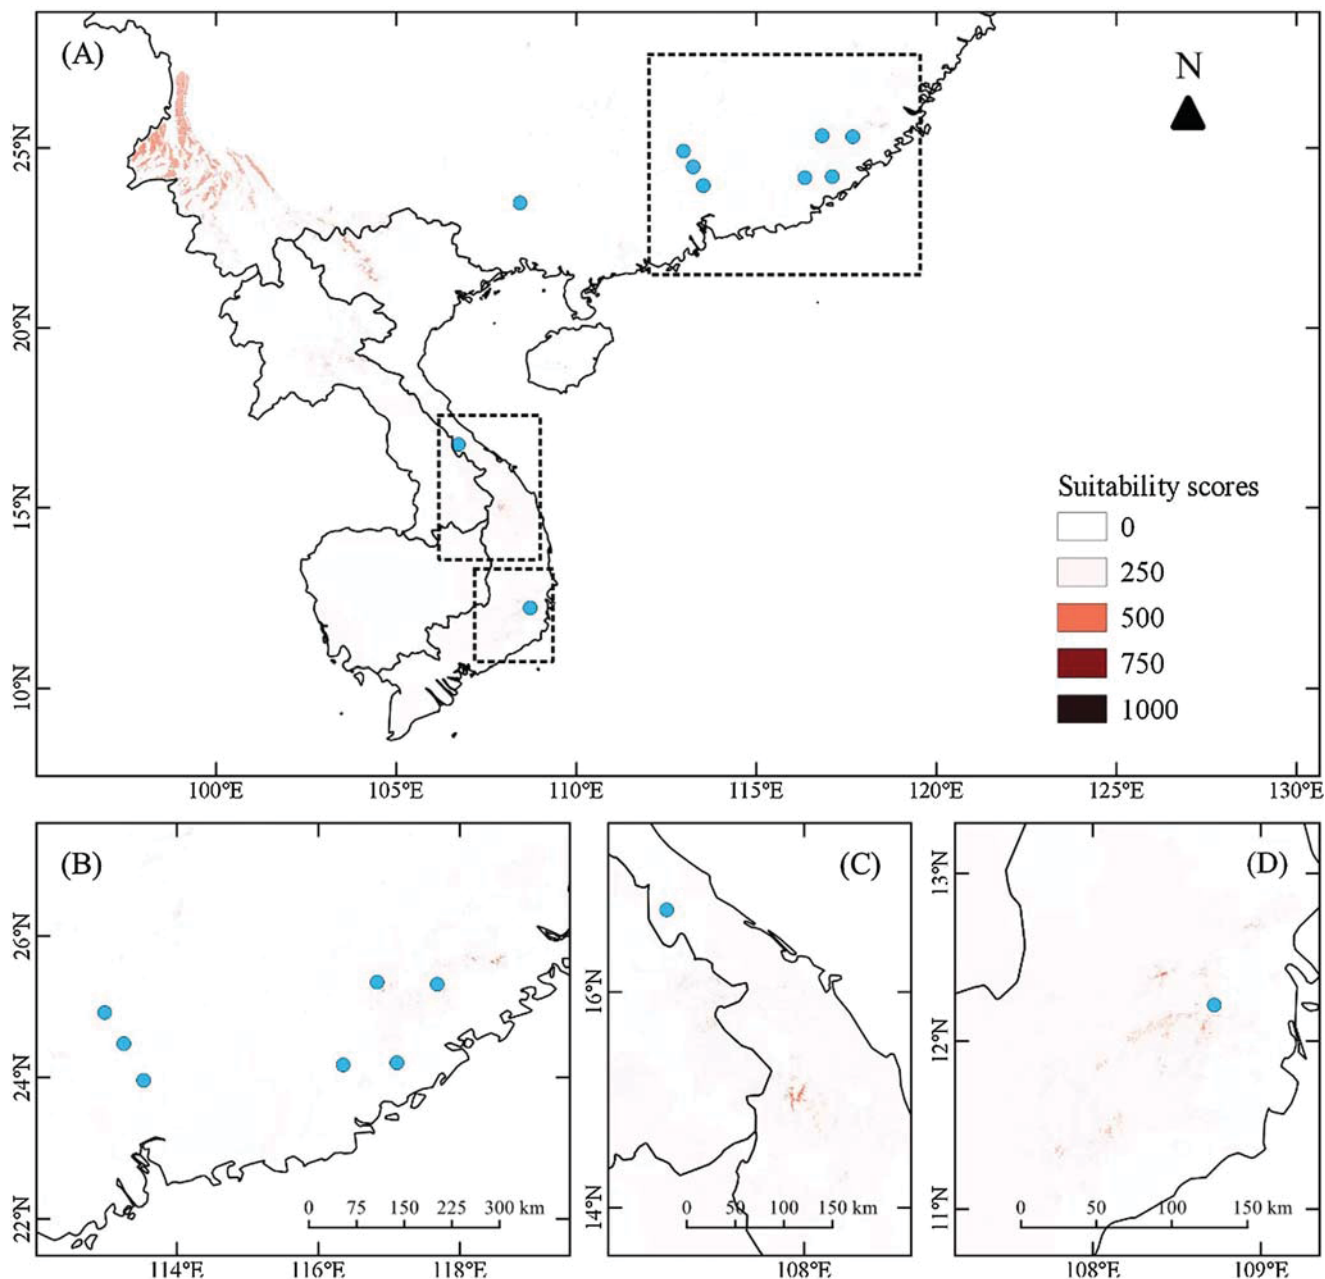 (A)
N
25°N
20°N
15°N
10°N
Suitability scores
0
250
500
750
1000
100°E 105°E 110°E 115°E 120°E 125°E 130°E
(B)
26°N
24°N
22°N
0 75 150 225 300 km
114°E 116°E 118°E
(C)
16°N
14°N
0 50 100 150 km
108°E
(D)
13°N
12°N
11°N
0 50 100 150 km
108°E 109°E